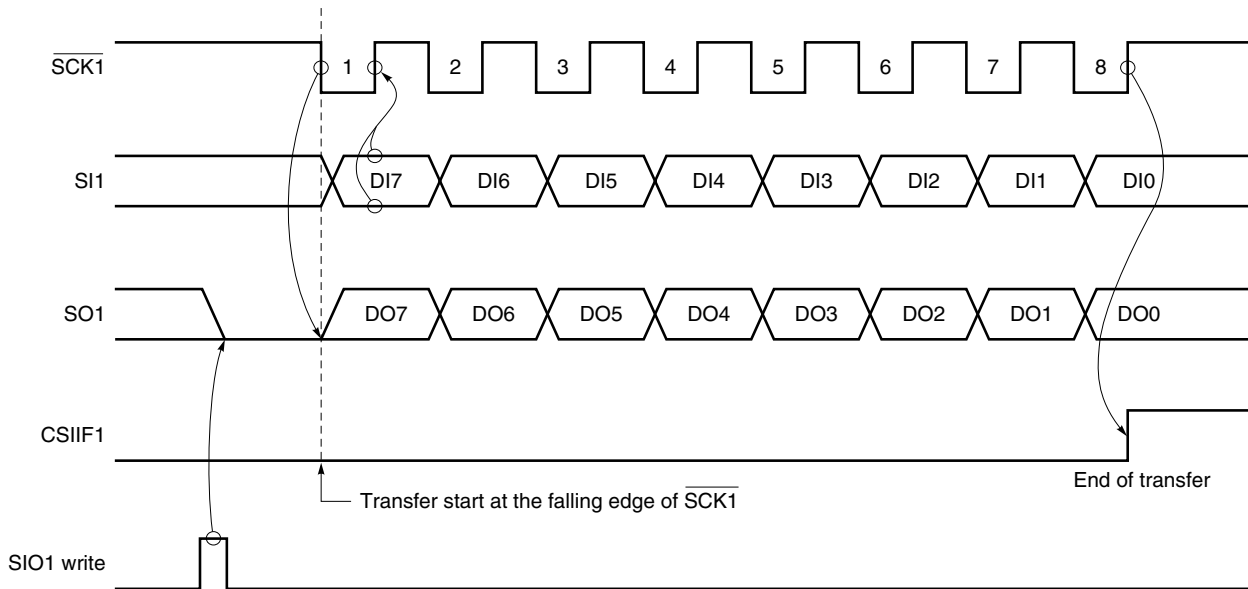 SCK1 1 2 3 4 5 6 7 8
SI1 DI7 DI6 DI5 DI4 DI3 DI2 DI1 DI0
SO1 DO7 DO6 DO5 DO4 DO3 DO2 DO1 DO0
CSIIF1
End of transfer
Transfer start at the falling edge of SCK1
SIO1 write